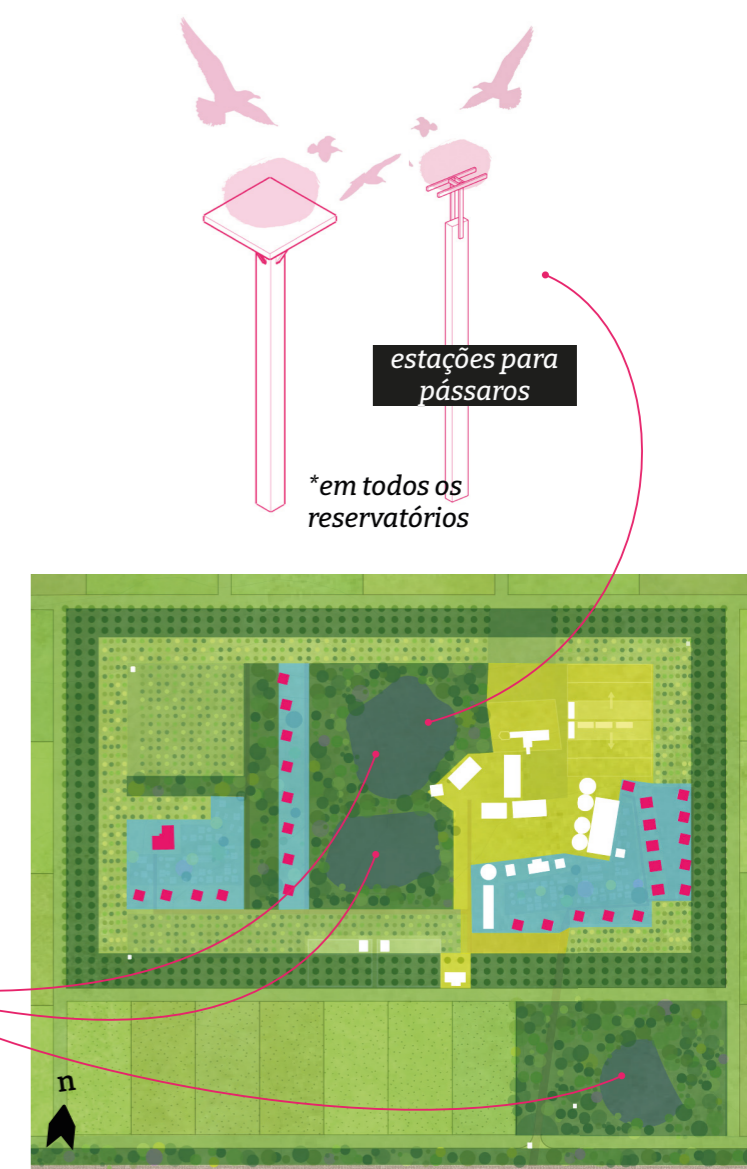 estações para
pássaros
*em todos os
reservatórios
n